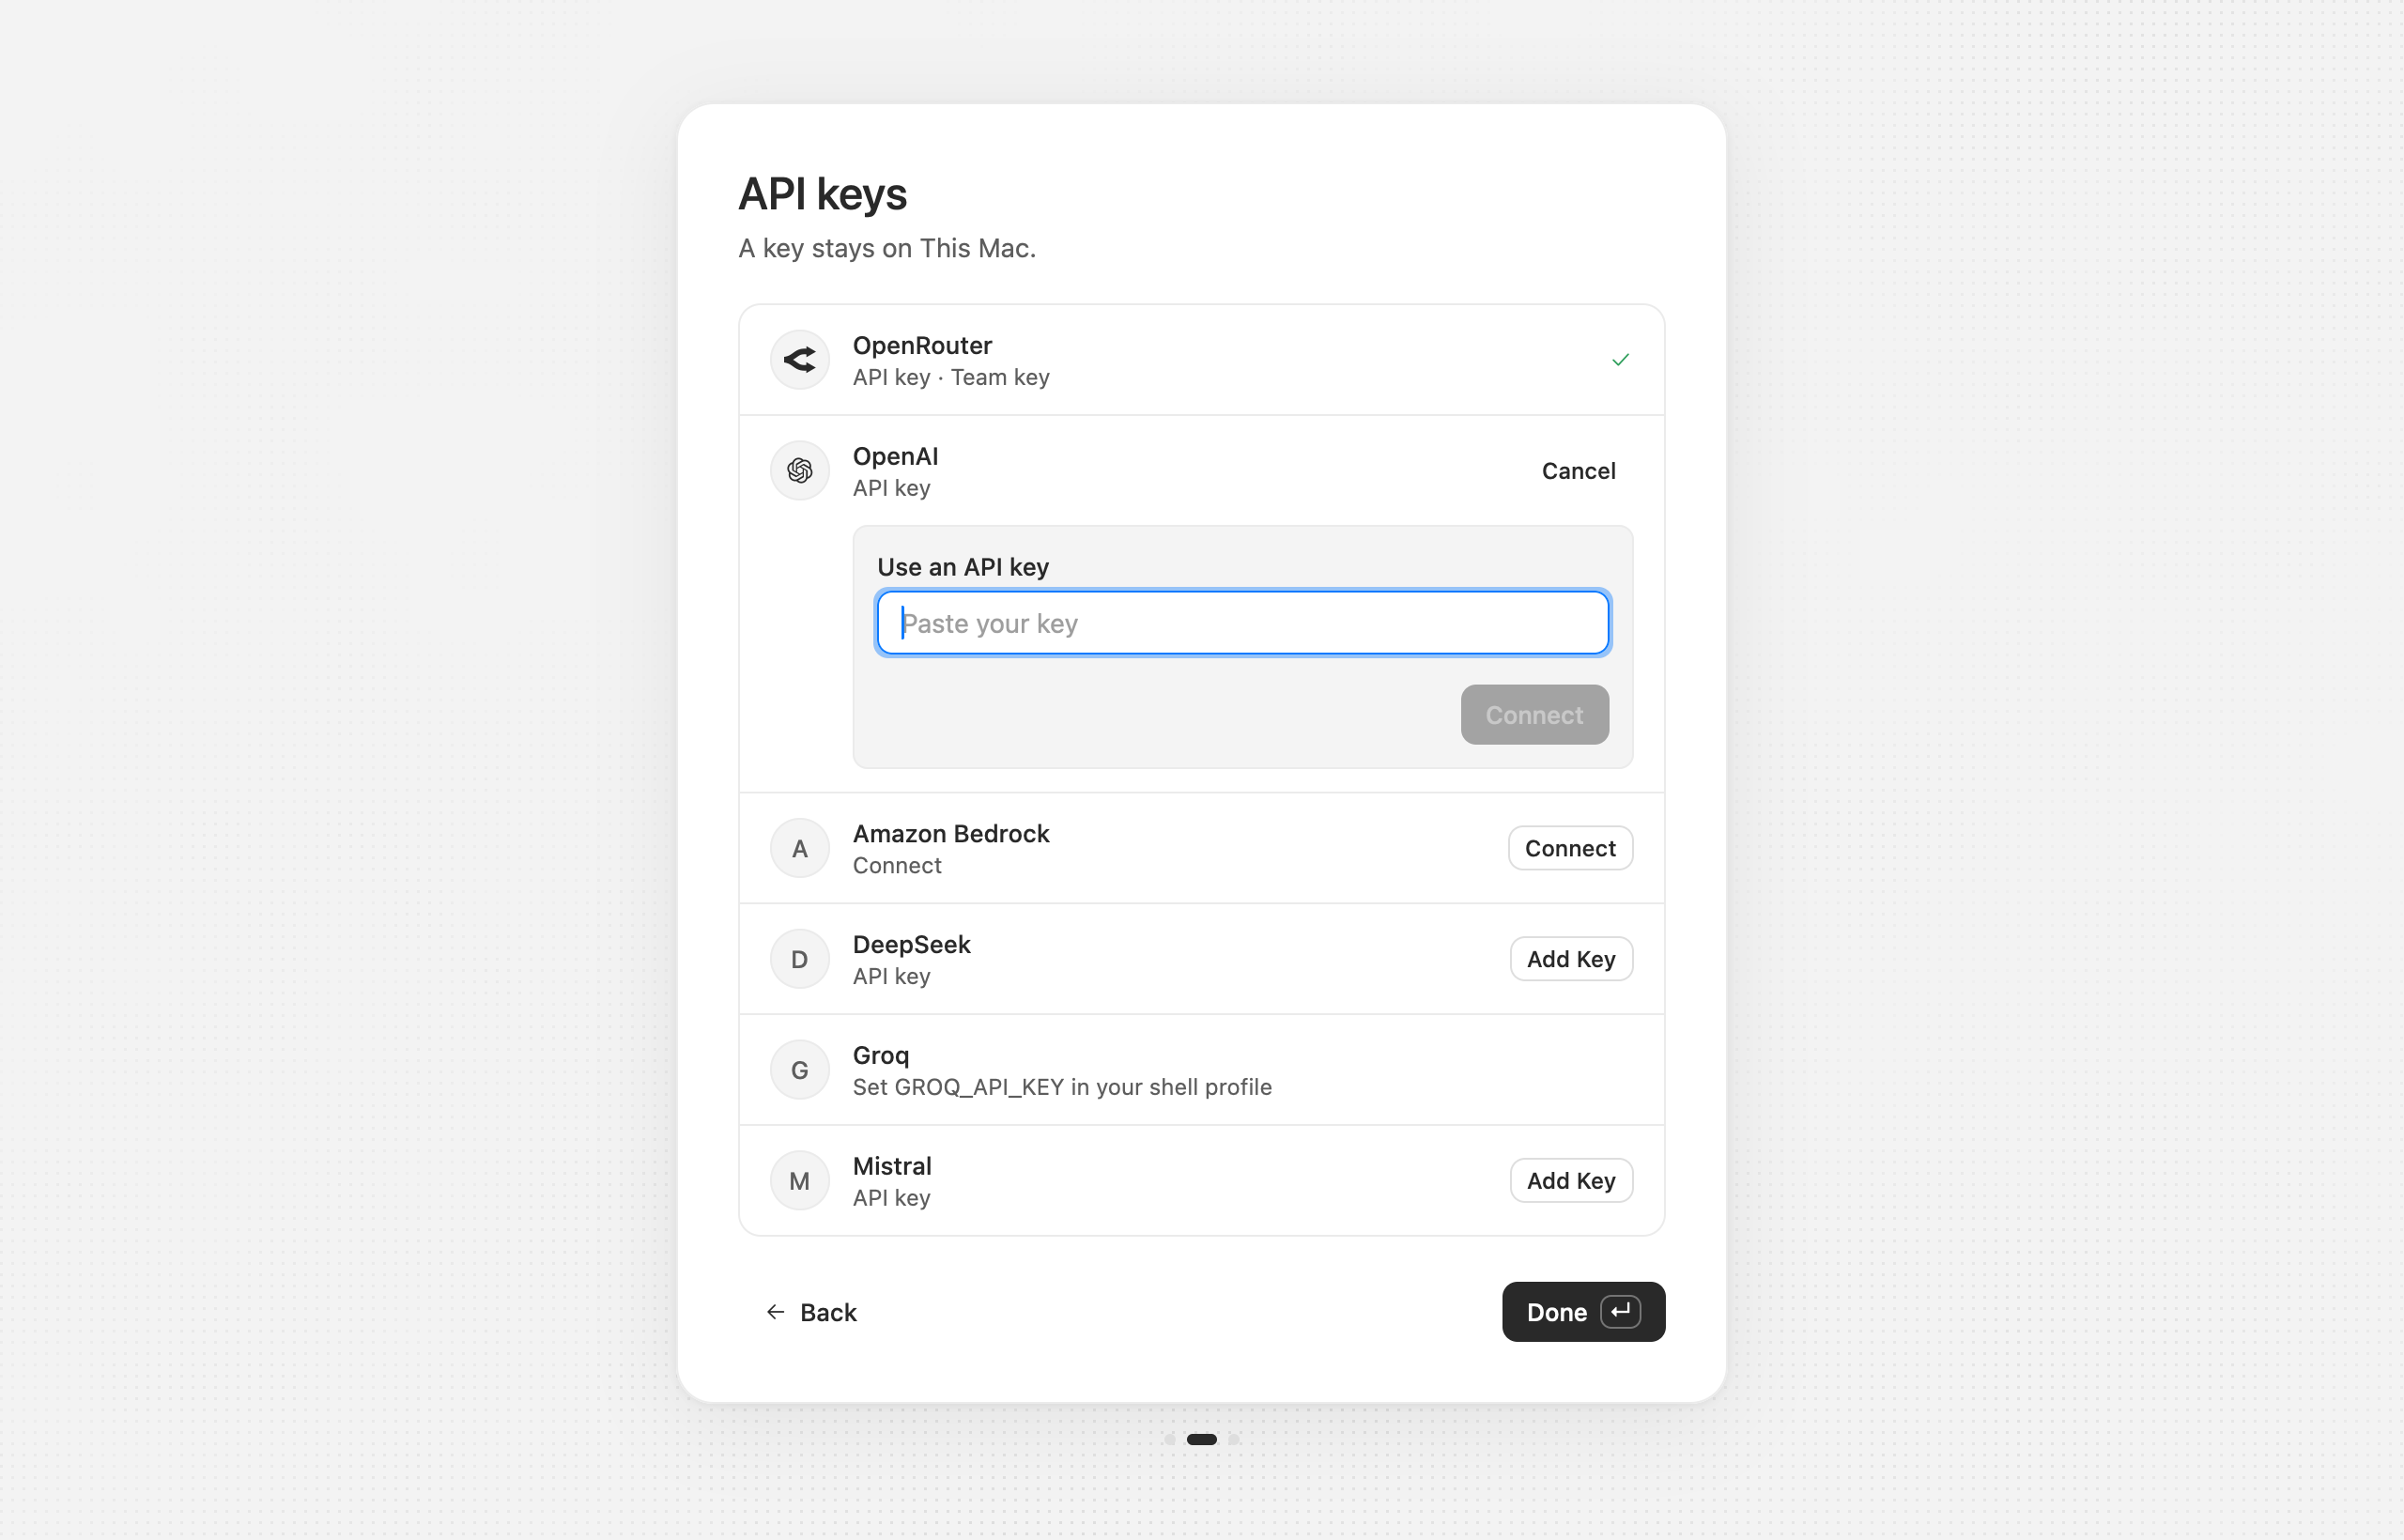 API keys
A key stays on This Mac.
OpenRouter
API key · Team key
OpenAI
API key
Cancel
Use an API key
Paste your key
Connect
A
Amazon Bedrock
Connect
Connect
D
DeepSeek
API key
Add Key
G
Groq
Set GROQ_API_KEY in your shell profile
M
Mistral
API key
Add Key
← Back
Done ↵